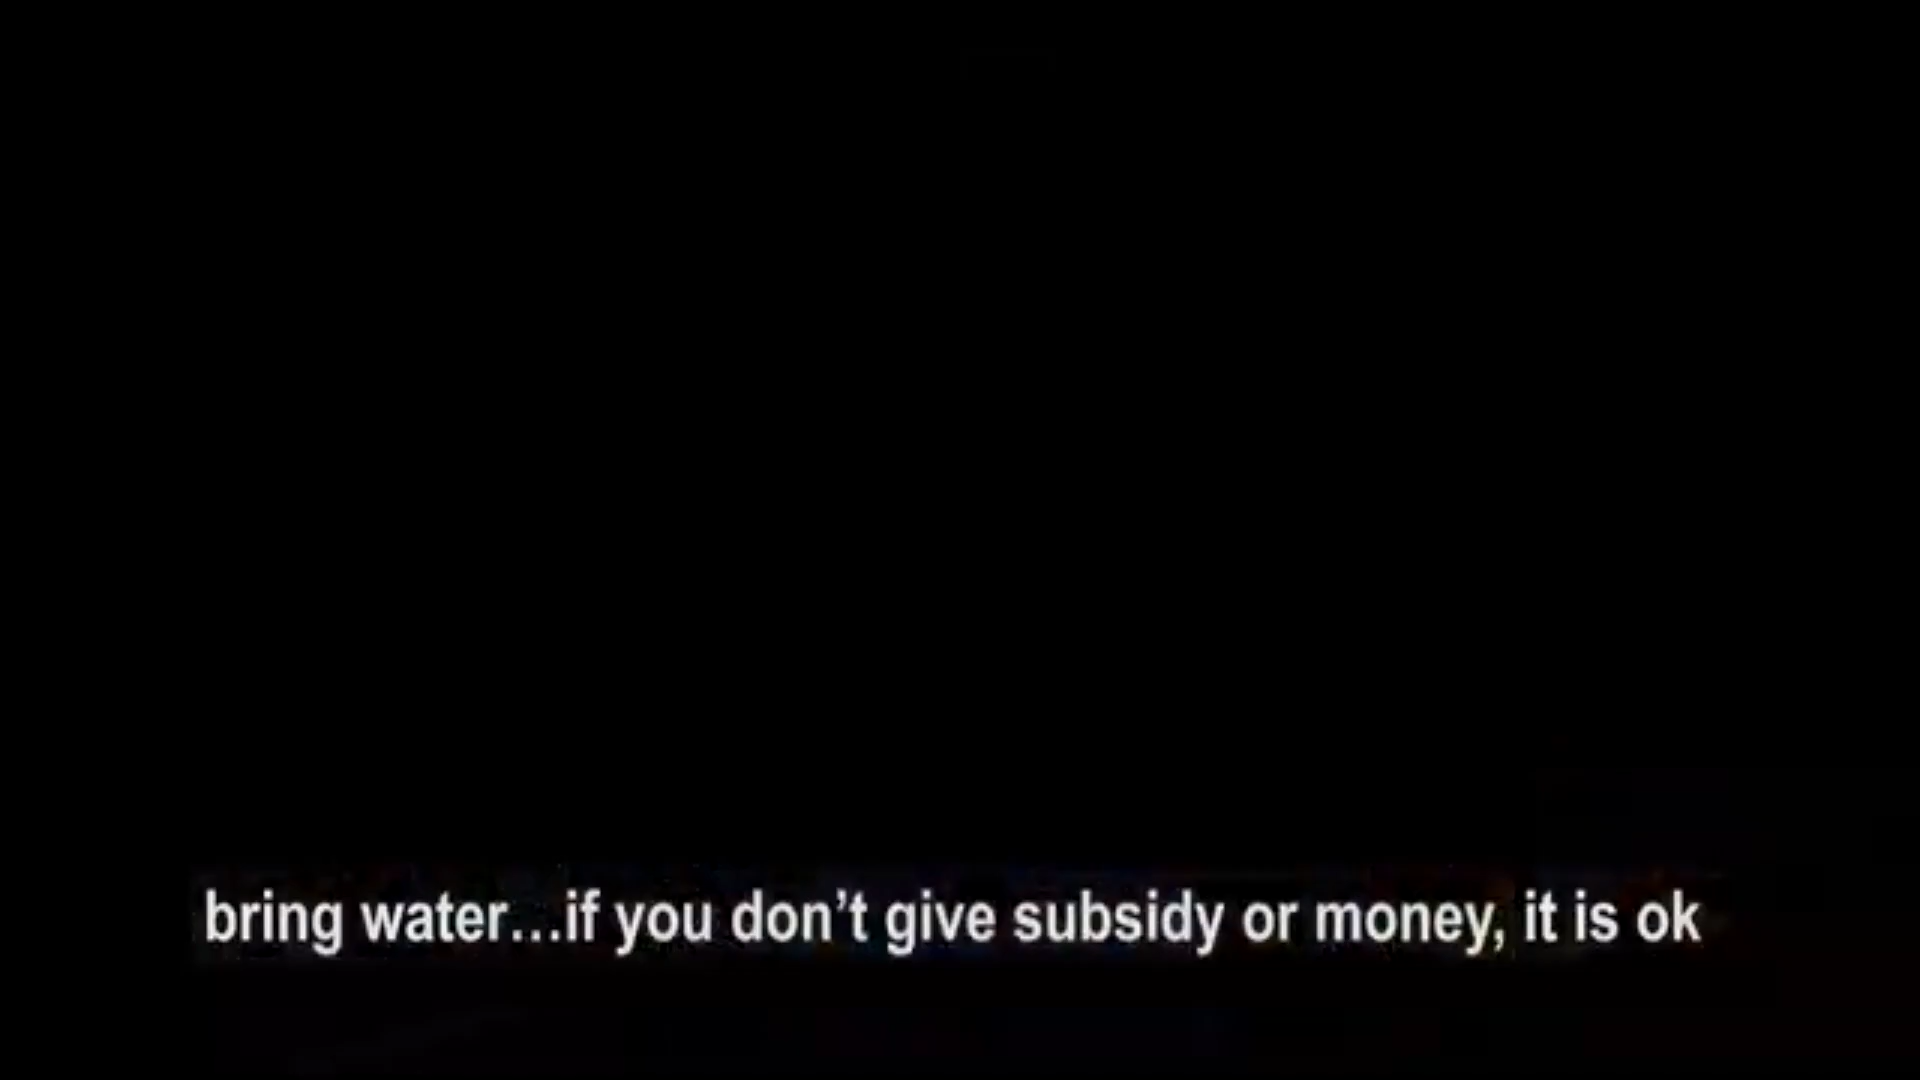 bring water...if you don’t give subsidy or money, it is ok